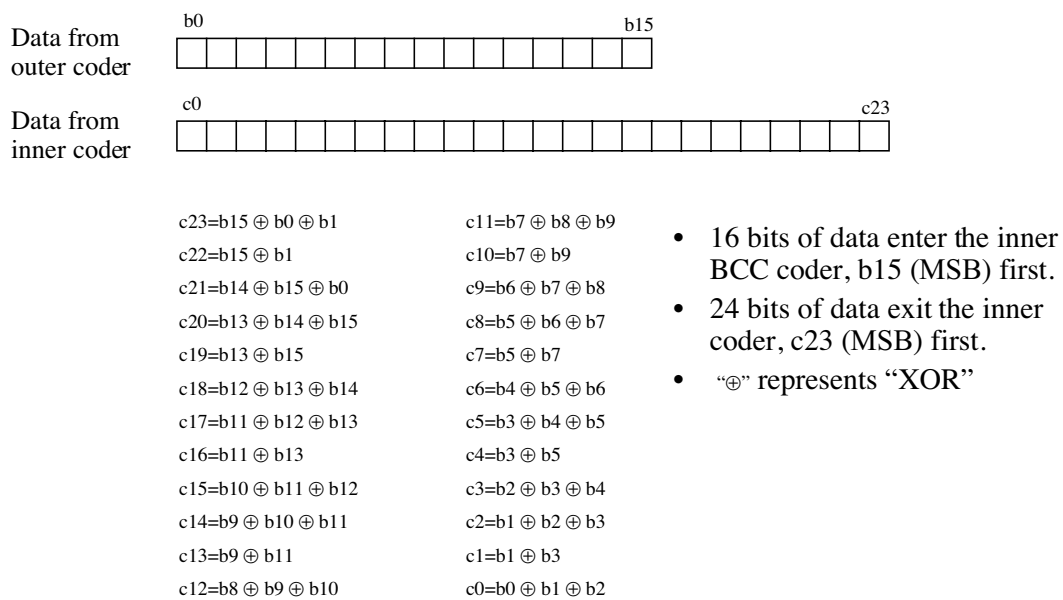 b0
b15
Data from
outer coder
c0
c23
Data from
inner coder
c23=b15 ⊕ b0 ⊕ b1
c22=b15 ⊕ b1
c21=b14 ⊕ b15 ⊕ b0
c20=b13 ⊕ b14 ⊕ b15
c19=b13 ⊕ b15
c18=b12 ⊕ b13 ⊕ b14
c17=b11 ⊕ b12 ⊕ b13
c16=b11 ⊕ b13
c15=b10 ⊕ b11 ⊕ b12
c14=b9 ⊕ b10 ⊕ b11
c13=b9 ⊕ b11
c12=b8 ⊕ b9 ⊕ b10
c11=b7 ⊕ b8 ⊕ b9
c10=b7 ⊕ b9
c9=b6 ⊕ b7 ⊕ b8
c8=b5 ⊕ b6 ⊕ b7
c7=b5 ⊕ b7
c6=b4 ⊕ b5 ⊕ b6
c5=b3 ⊕ b4 ⊕ b5
c4=b3 ⊕ b5
c3=b2 ⊕ b3 ⊕ b4
c2=b1 ⊕ b2 ⊕ b3
c1=b1 ⊕ b3
c0=b0 ⊕ b1 ⊕ b2
• 16 bits of data enter the inner
BCC coder, b15 (MSB) first.
• 24 bits of data exit the inner
coder, c23 (MSB) first.
• “⊕” represents “XOR”